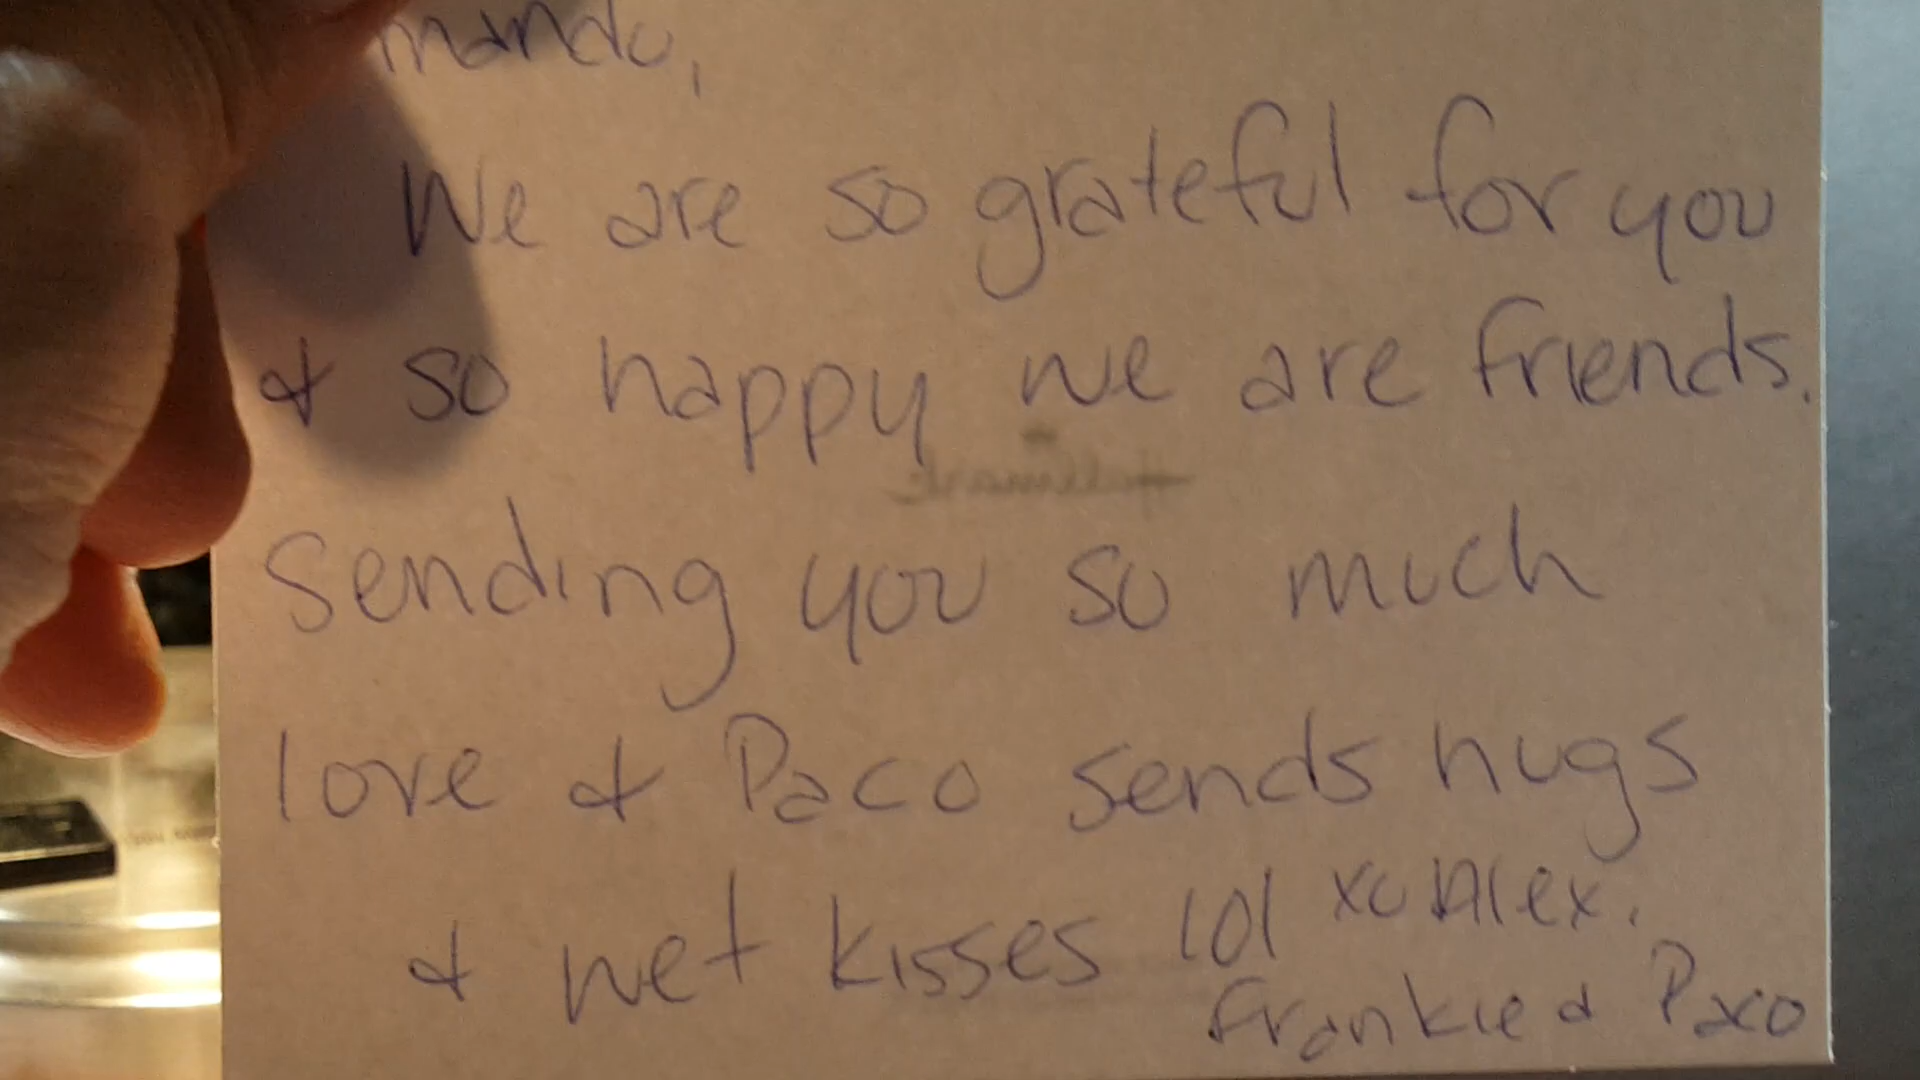 mando,
We are so grateful for you
& so happy we are friends.
Hallmark
Sending you so much
love & Paco sends hugs
& wet kisses lol xo Alex.
Frankie & Paco